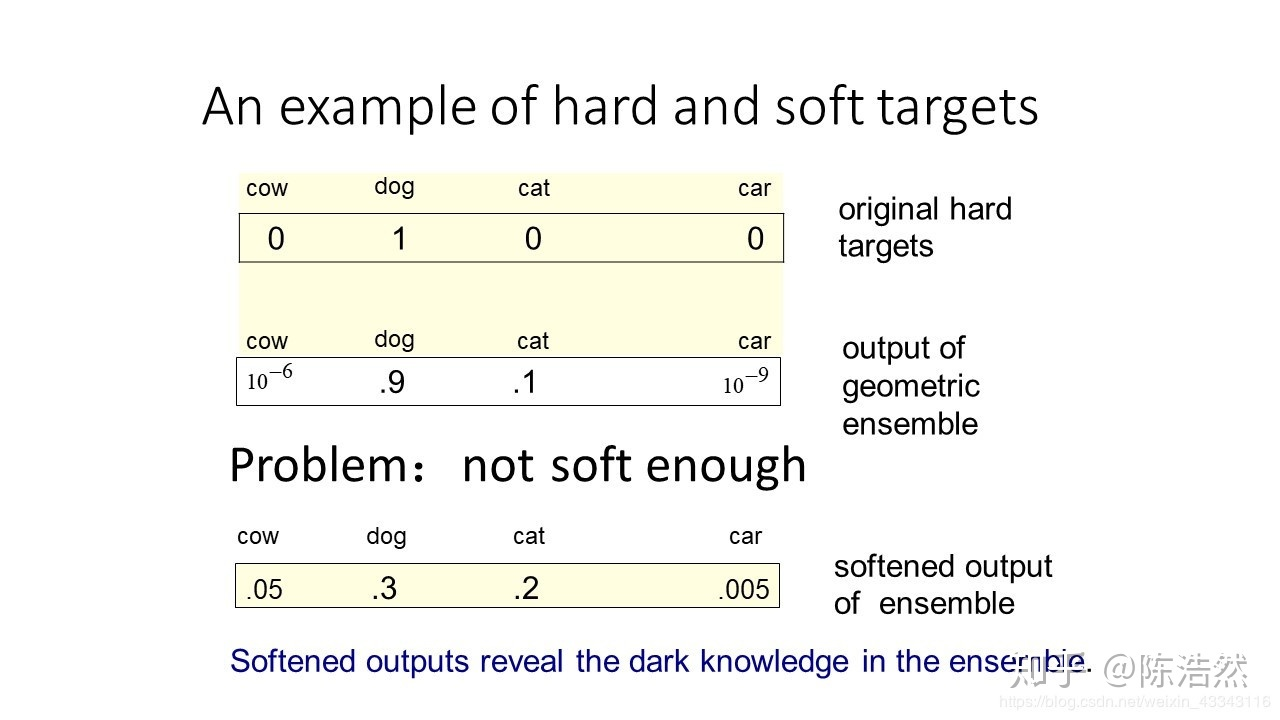 An example of hard and soft targets
cow dog cat car
0 1 0 0
original hard
targets
cow dog cat car
10⁻⁶ .9 .1 10⁻⁹
output of
geometric
ensemble
Problem： not soft enough
cow dog cat car
.05 .3 .2 .005
softened output
of ensemble
Softened outputs reveal the dark knowledge in the ensemble.
知乎 @陈浩然
https://blog.csdn.net/weixin_43343116